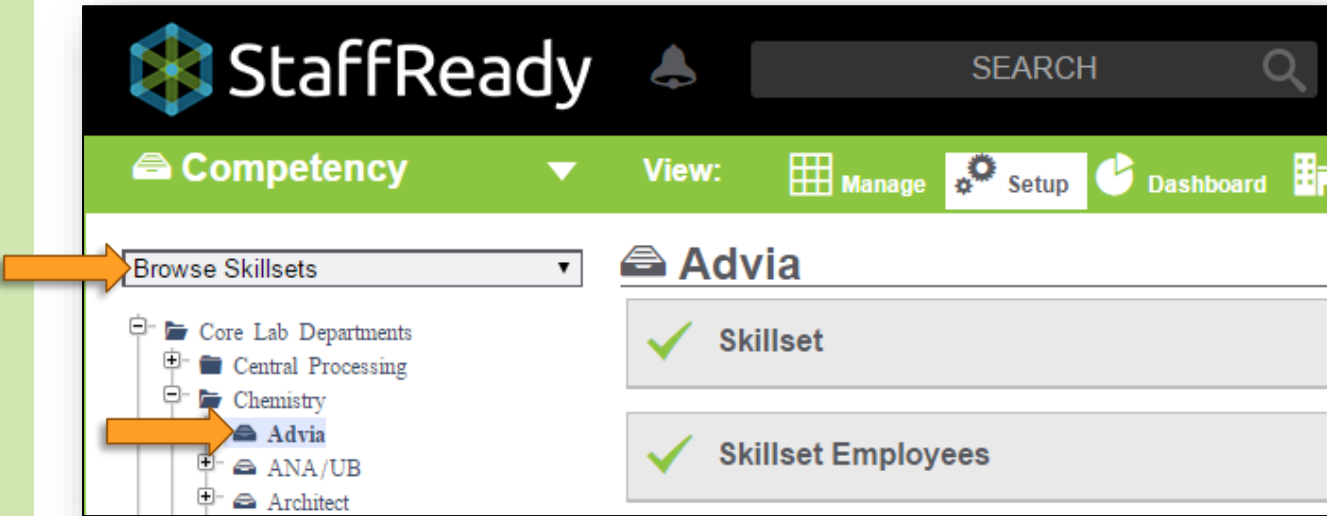 StaffReady
SEARCH
Competency
View:
Manage
Setup
Dashboard
Browse Skillsets
Advia
Core Lab Departments
Central Processing
Chemistry
Advia
ANA/UB
Architect
Skillset
Skillset Employees